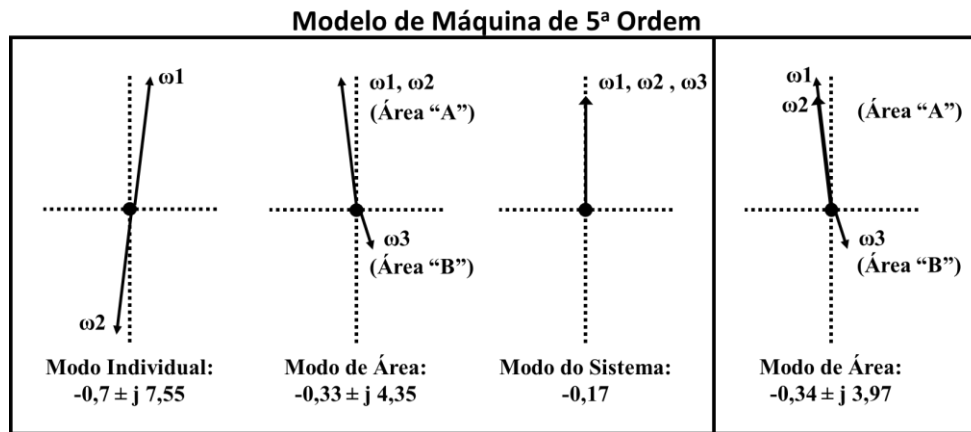 Modelo de Máquina de 5ª Ordem
ω1
ω2
Modo Individual:
-0,7 ± j 7,55
ω1, ω2
(Área “A”)
ω3
(Área “B”)
Modo de Área:
-0,33 ± j 4,35
ω1, ω2 , ω3
Modo do Sistema:
-0,17
ω1
ω2
(Área “A”)
ω3
(Área “B”)
Modo de Área:
-0,34 ± j 3,97